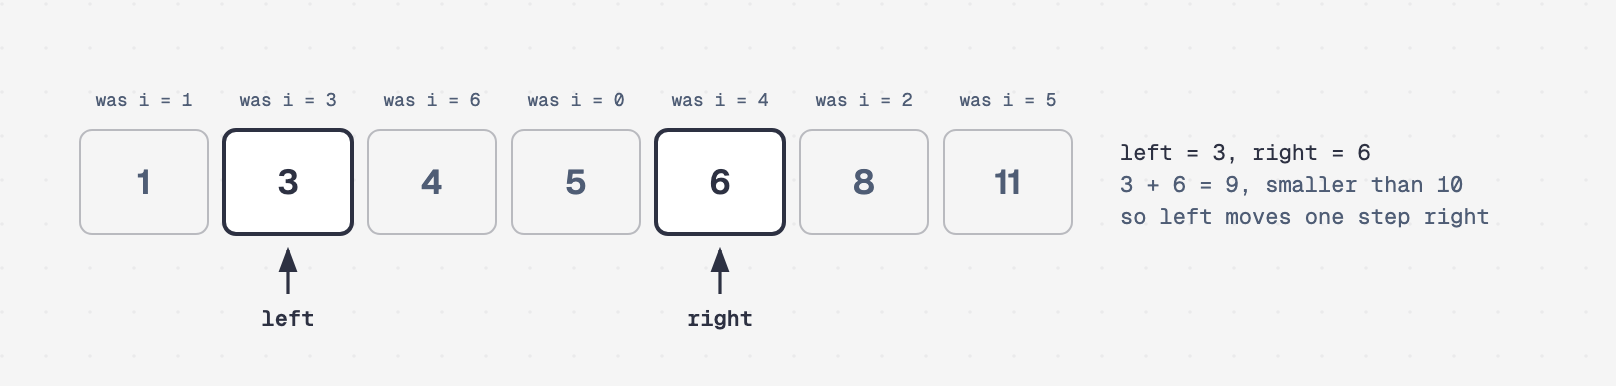 was i = 1 was i = 3 was i = 6 was i = 0 was i = 4 was i = 2 was i = 5
1 3 4 5 6 8 11
left = 3, right = 6
3 + 6 = 9, smaller than 10
so left moves one step right
left right